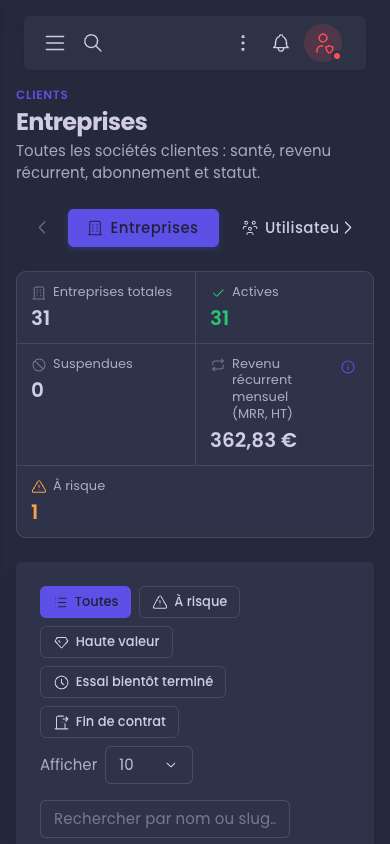 CLIENTS
Entreprises
Toutes les sociétés clientes : santé, revenu
récurrent, abonnement et statut.
Entreprises
Utilisateu
Entreprises totales
31
Actives
31
Suspendues
0
Revenu
récurrent
mensuel
(MRR, HT)
362,83 €
À risque
1
Toutes
À risque
Haute valeur
Essai bientôt terminé
Fin de contrat
Afficher
10
Rechercher par nom ou slug..